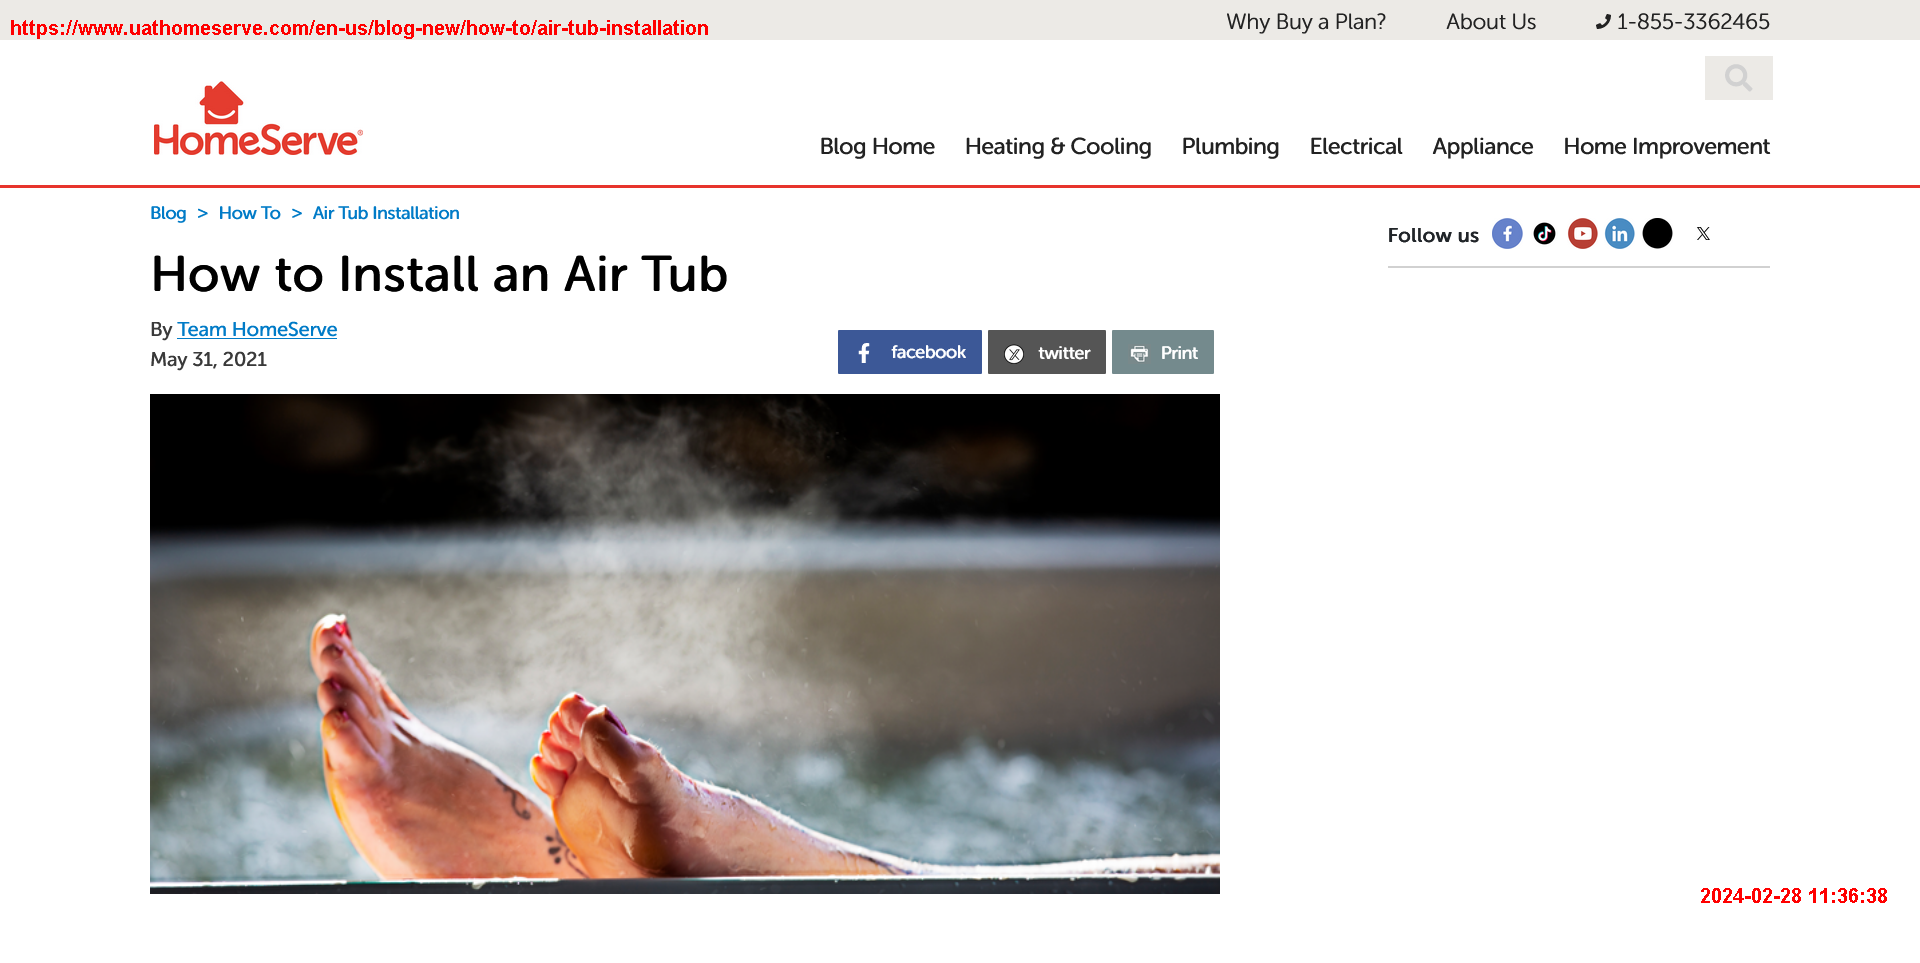 https://www.uathomeserve.com/en-us/blog-new/how-to/air-tub-installation
Why Buy a Plan? About Us 1-855-3362465
HomeServe®
Blog Home Heating & Cooling Plumbing Electrical Appliance Home Improvement
Blog > How To > Air Tub Installation
Follow us
How to Install an Air Tub
By Team HomeServe
May 31, 2021
facebook twitter Print
2024-02-28 11:36:38